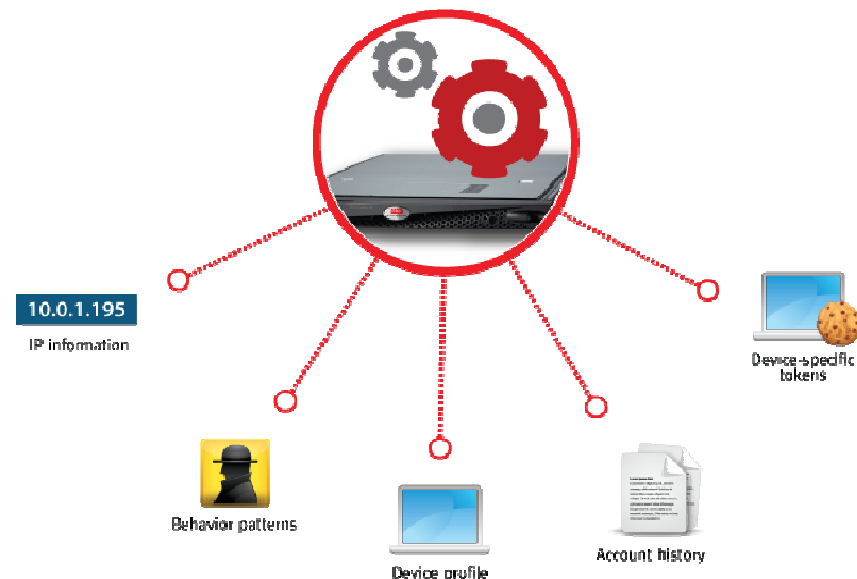 10.0.1.195
IP information
Device-specific
tokens
Behavior patterns
Account history
Device profile